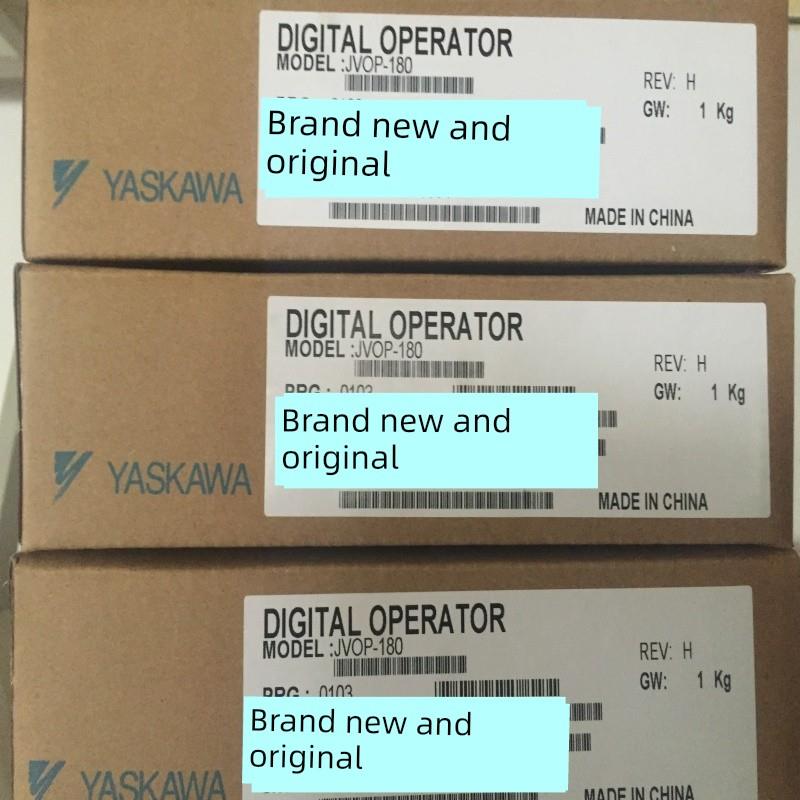 DIGITAL OPERATOR
MODEL :JVOP-180
REV: H
GW: 1 Kg
Brand new and
original
YASKAWA
MADE IN CHINA
DIGITAL OPERATOR
MODEL :JVOP-180
REV: H
PRG : 0103
GW: 1 Kg
Brand new and
original
YASKAWA
MADE IN CHINA
DIGITAL OPERATOR
MODEL :JVOP-180
REV: H
PRG : 0103
GW: 1 Kg
Brand new and
original
YASKAWA
MADE IN CHINA